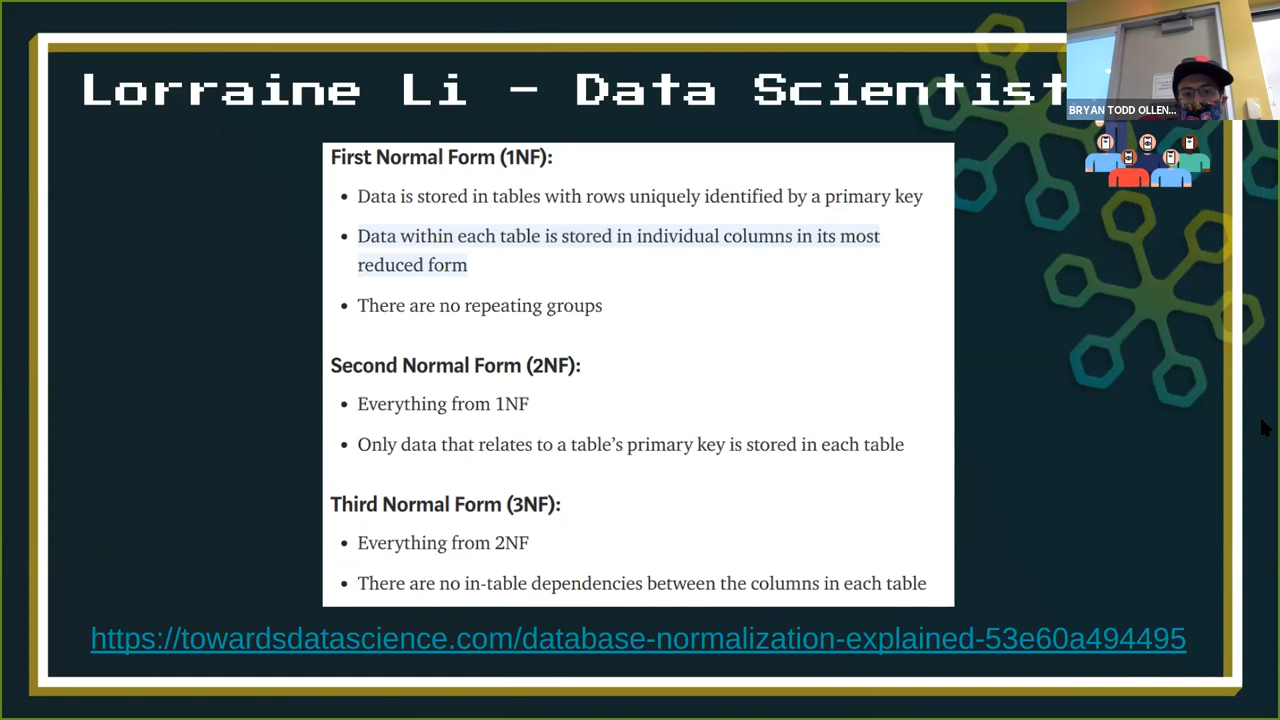 Lorraine Li - Data Scientist
BRYAN TODD OLLEN...
First Normal Form (1NF):
• Data is stored in tables with rows uniquely identified by a primary key
• Data within each table is stored in individual columns in its most
reduced form
• There are no repeating groups
Second Normal Form (2NF):
• Everything from 1NF
• Only data that relates to a table’s primary key is stored in each table
Third Normal Form (3NF):
• Everything from 2NF
• There are no in-table dependencies between the columns in each table
https://towardsdatascience.com/database-normalization-explained-53e60a494495